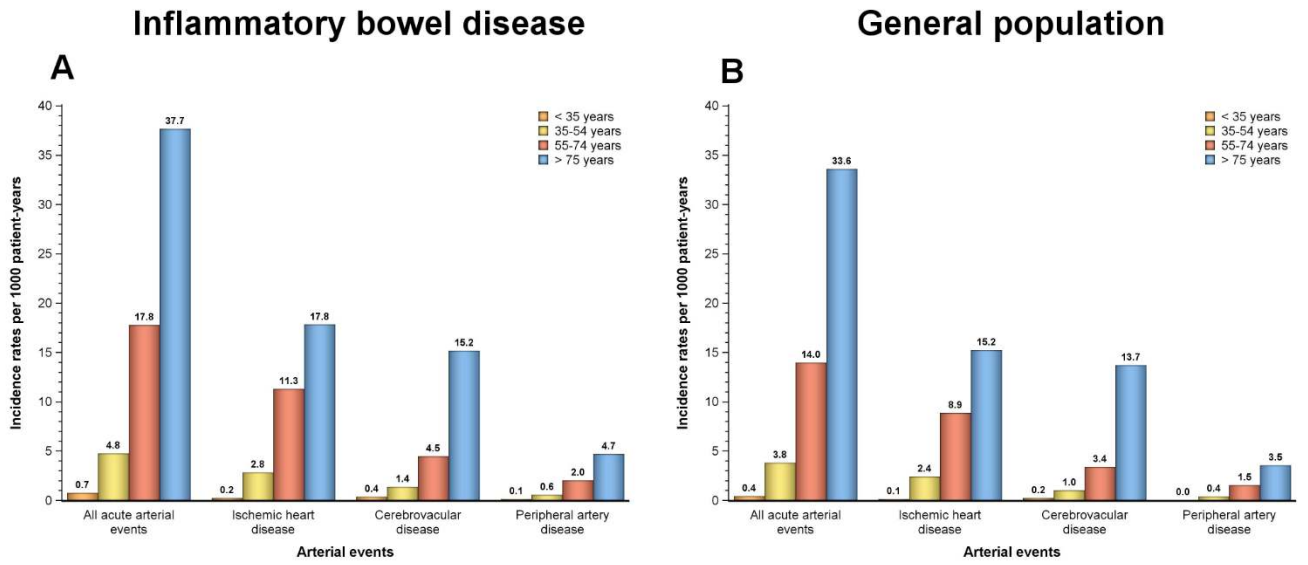 Inflammatory bowel disease
A
Incidence rates per 1000 patient-years
40
35
30
25
20
15
10
5
0
< 35 years
35-54 years
55-74 years
> 75 years
0.7
4.8
17.8
37.7
0.2
2.8
11.3
17.8
0.4
1.4
4.5
15.2
0.1
0.6
2.0
4.7
All acute arterial
events
Ischemic heart
disease
Cerebrovascular
disease
Peripheral artery
disease
Arterial events
General population
B
Incidence rates per 1000 patient-years
40
35
30
25
20
15
10
5
0
< 35 years
35-54 years
55-74 years
> 75 years
0.4
3.8
14.0
33.6
0.1
2.4
8.9
15.2
0.2
1.0
3.4
13.7
0.0
0.4
1.5
3.5
All acute arterial
events
Ischemic heart
disease
Cerebrovascular
disease
Peripheral artery
disease
Arterial events